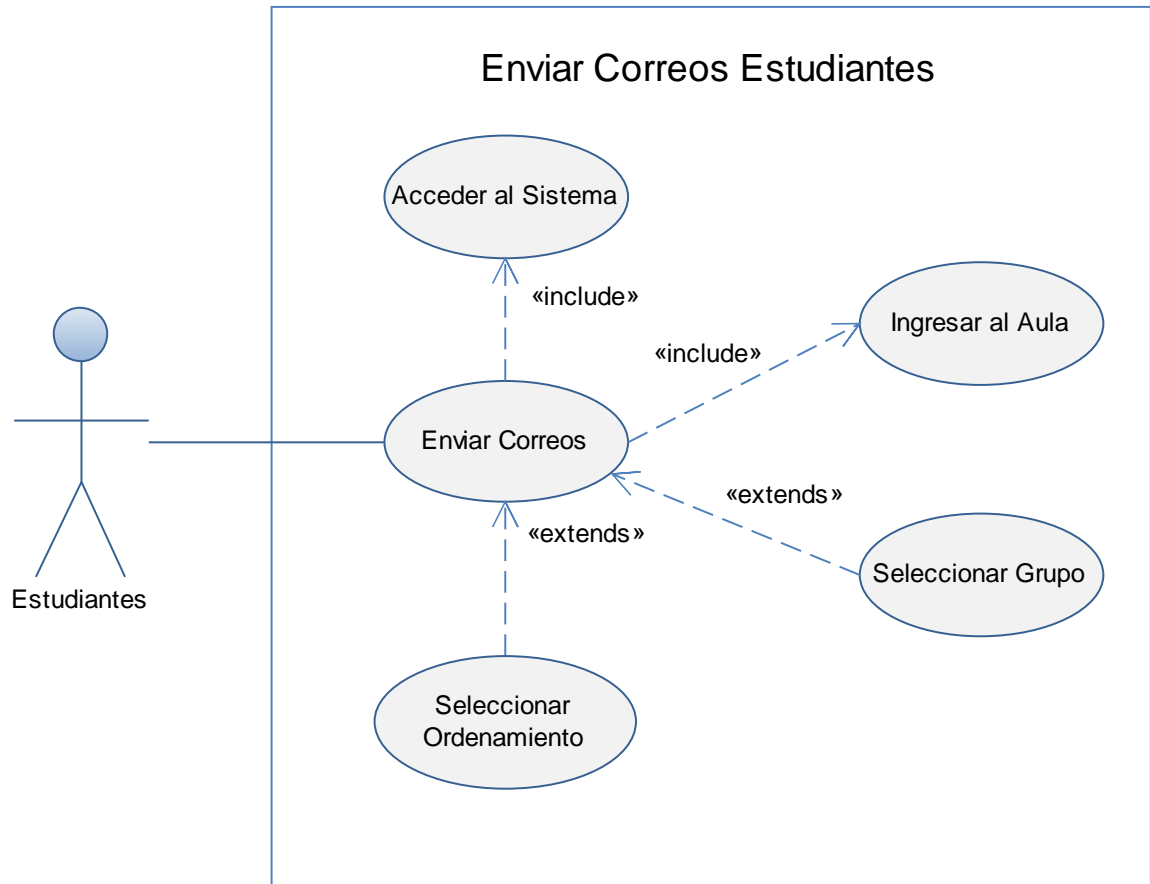 Enviar Correos Estudiantes
Acceder al Sistema
«include»
Ingresar al Aula
«include»
Enviar Correos
«extends»
«extends»
Seleccionar Grupo
Estudiantes
Seleccionar
Ordenamiento